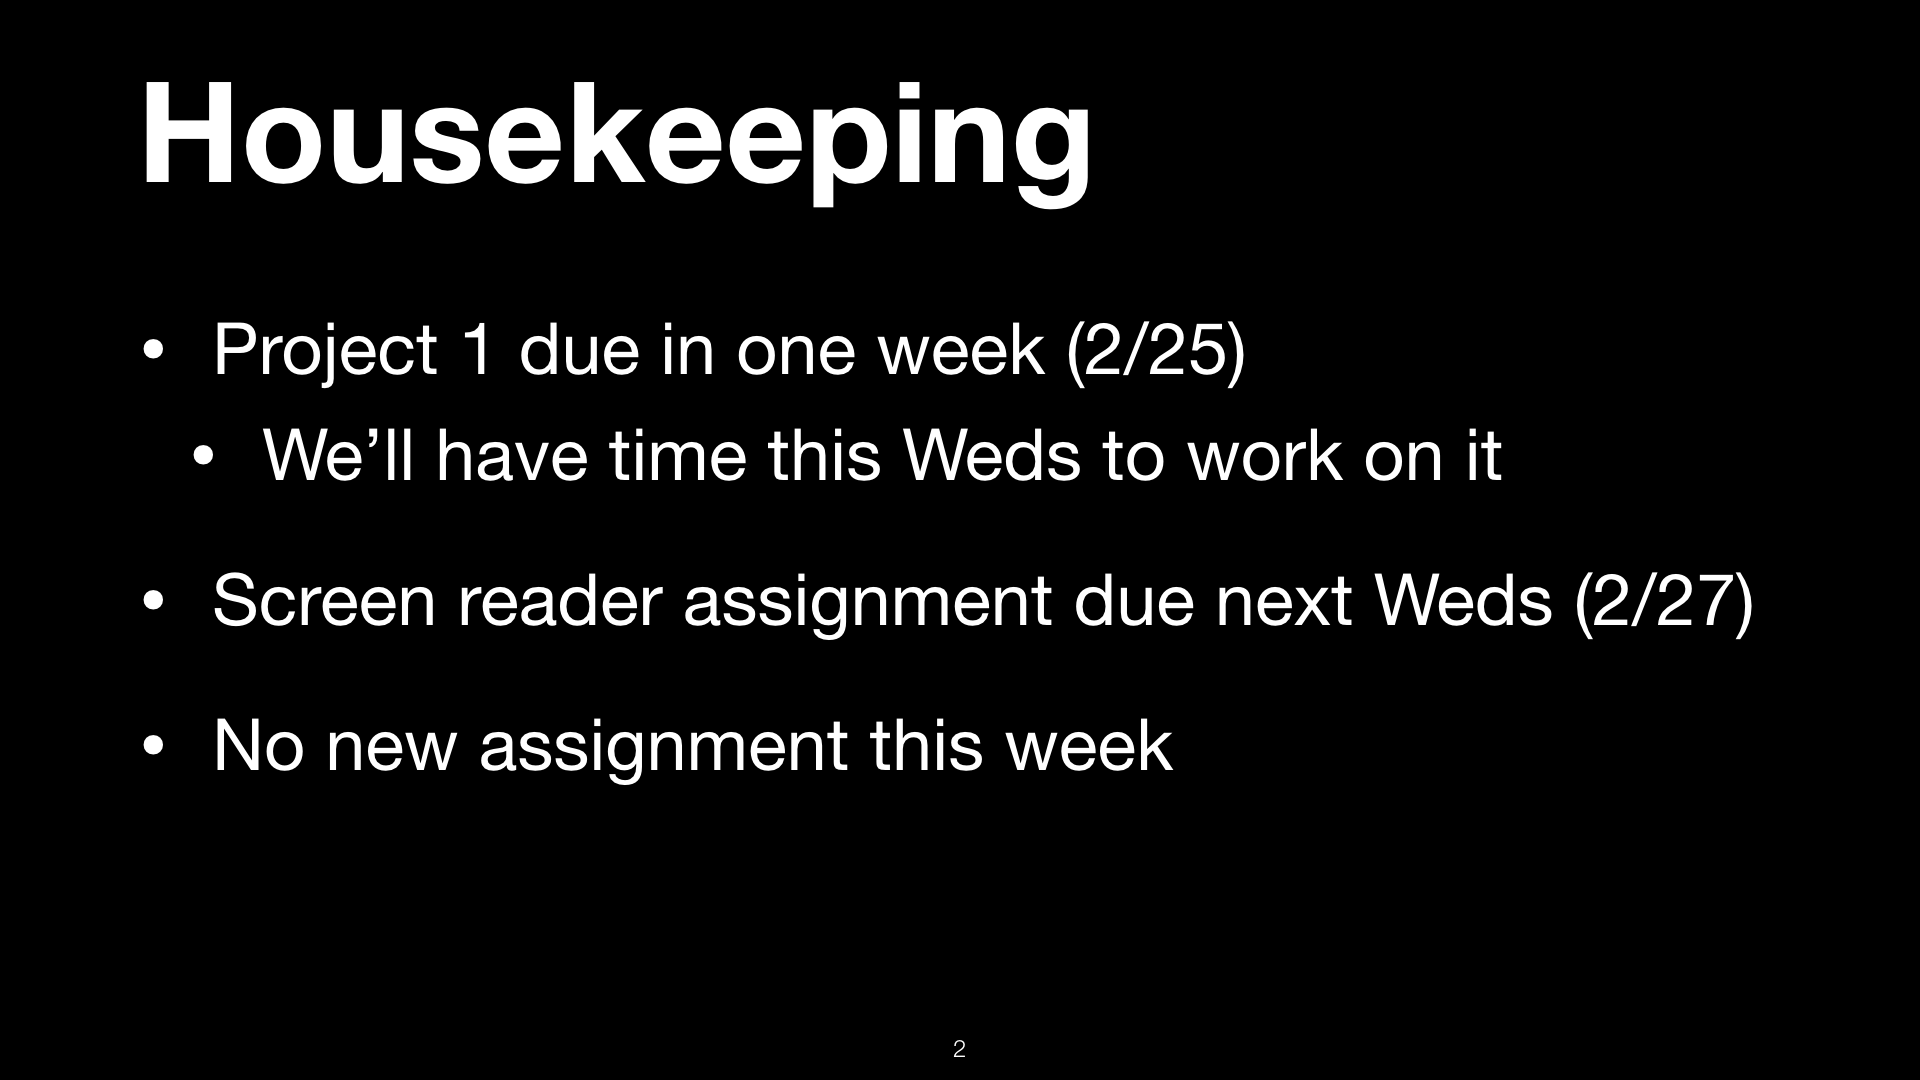 Housekeeping
• Project 1 due in one week (2/25)
• We’ll have time this Weds to work on it
• Screen reader assignment due next Weds (2/27)
• No new assignment this week
2